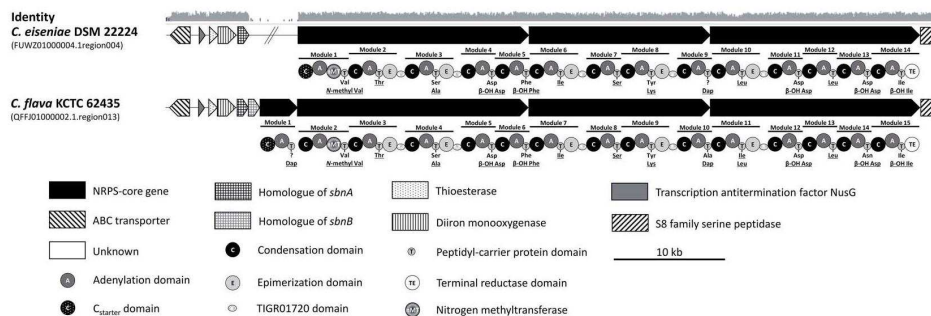 Identity
C. eiseniae DSM 22224
(FUWZ01000004.1region004)
Module 1 Module 2 Module 3 Module 4 Module 5 Module 6 Module 7 Module 8 Module 9 Module 10 Module 11 Module 12 Module 13 Module 14
C A M T C A T E C A T E C A T C A T C A T E C A T C A T E C A T C A T E C A T C A T C A T C A T TE
Val Thr Ser Asp Phe Ile Ser Tyr ? Leu Asp Leu Asp Ile
N-methyl Val Ala β-OH Asp β-OH Phe Lys Dap β-OH Asp β-OH Asp β-OH Ile
C. flava KCTC 62435
(QFFJ01000002.1.region013)
Module 1 Module 2 Module 3 Module 4 Module 5 Module 6 Module 7 Module 8 Module 9 Module 10 Module 11 Module 12 Module 13 Module 14 Module 15
C A T C A M T C A T E C A T E C A T C A T C A T E C A T C A T E C A T C A T E C A T C A T C A T C A T TE
? Val Thr Ser Asp Phe Ile Ser Tyr Ala Ile Asn Leu Asn Ile
Dap N-methyl Val Ala β-OH Asp β-OH Phe Lys Dap Leu β-OH Asp β-OH Asp β-OH Ile
NRPS-core gene
Homologue of sbnA
Thioesterase
Transcription antitermination factor NusG
ABC transporter
Homologue of sbnB
Diiron monooxygenase
S8 family serine peptidase
Unknown
C Condensation domain
T Peptidyl-carrier protein domain
10 kb
A Adenylation domain
E Epimerization domain
TE Terminal reductase domain
C Cstarter domain
TIGR01720 domain
M Nitrogen methyltransferase